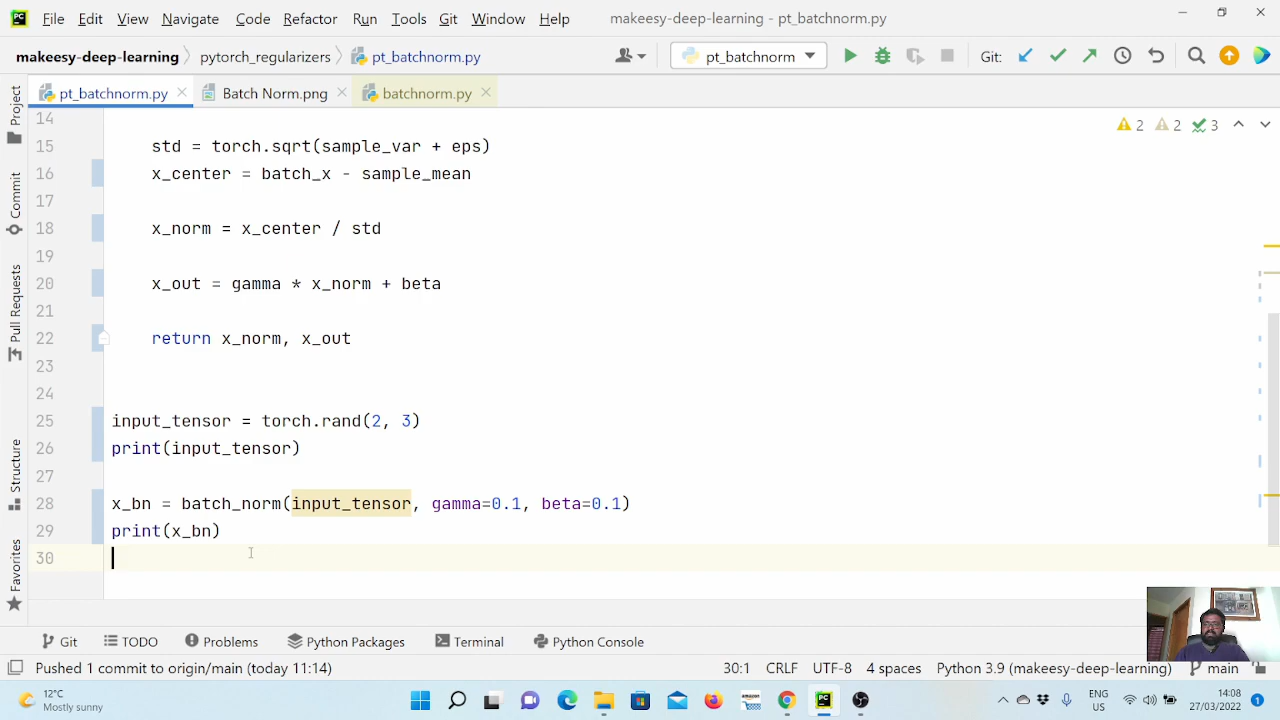 PC File Edit View Navigate Code Refactor Run Tools Git Window Help makeesy-deep-learning - pt_batchnorm.py
makeesy-deep-learning pytorch_regularizers pt_batchnorm.py pt_batchnorm Git:
pt_batchnorm.py Batch Norm.png batchnorm.py
Project
Commit
Pull Requests
Structure
Favorites
2 2 3
14
15 std = torch.sqrt(sample_var + eps)
16 x_center = batch_x - sample_mean
17
18 x_norm = x_center / std
19
20 x_out = gamma * x_norm + beta
21
22 return x_norm, x_out
23
24
25 input_tensor = torch.rand(2, 3)
26 print(input_tensor)
27
28 x_bn = batch_norm(input_tensor, gamma=0.1, beta=0.1)
29 print(x_bn)
30
Git TODO Problems Python Packages Terminal Python Console
Pushed 1 commit to origin/main (today 11:14) 30:1 CRLF UTF-8 4 spaces Python 3.9 (makeesy-deep-learning) main
12°C
Mostly sunny
amazon
ENG
US
14:08
27/03/2022
1